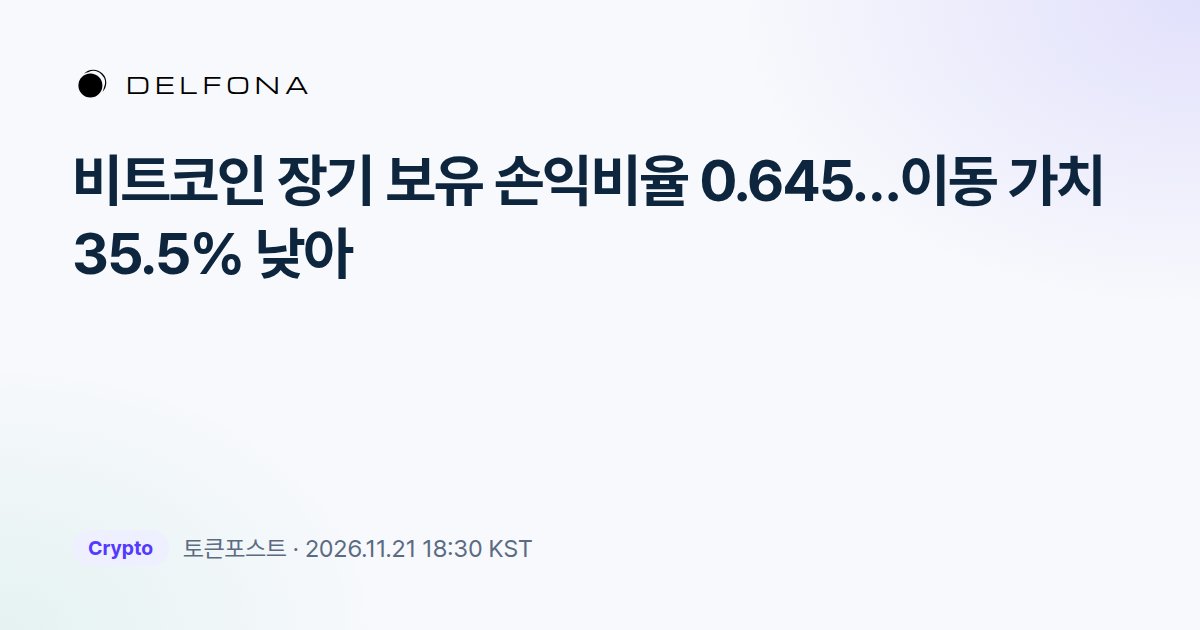 DELFONA
비트코인 장기 보유 손익비율 0.645…이동 가치
35.5% 낮아
Crypto 토큰포스트 · 2026.11.21 18:30 KST